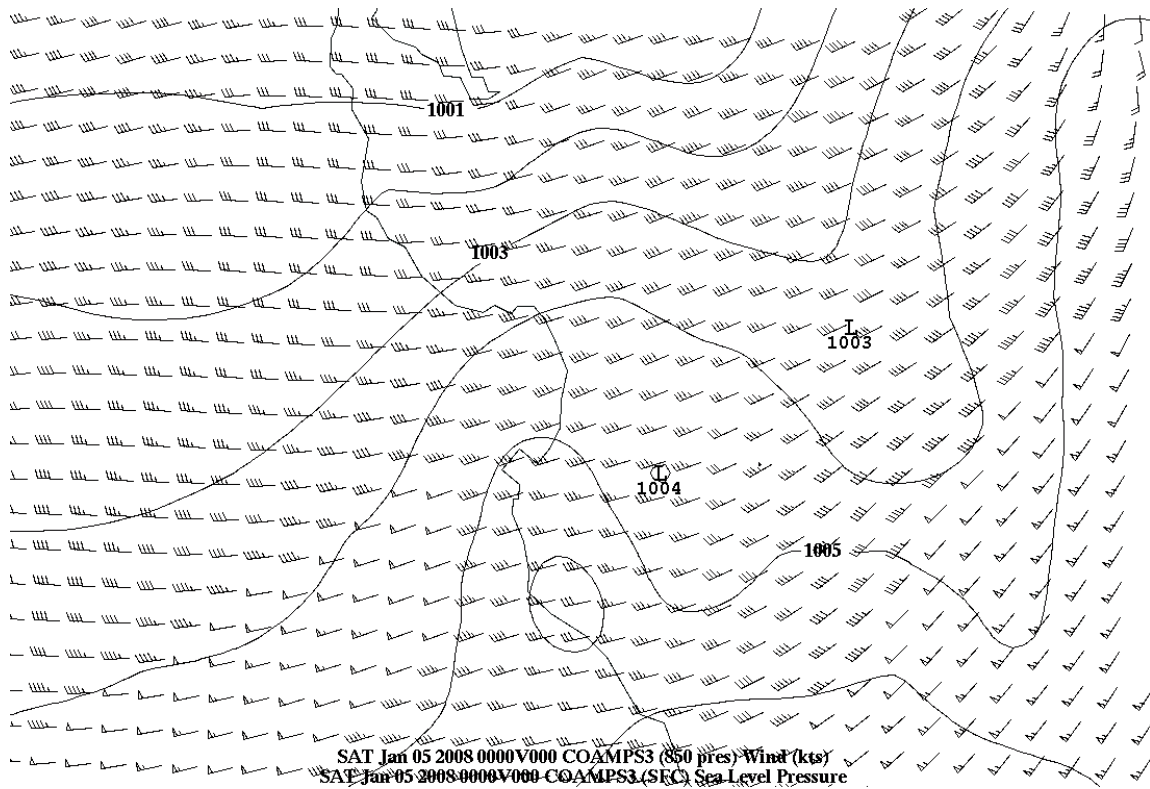 1001
1003
L
1003
L
1004
1005
SAT Jan 05 2008 0000V000 COAMPS3 (850 pres) Wind (kts)
SAT Jan 05 2008 0000V000 COAMPS3 (SFC) Sea Level Pressure